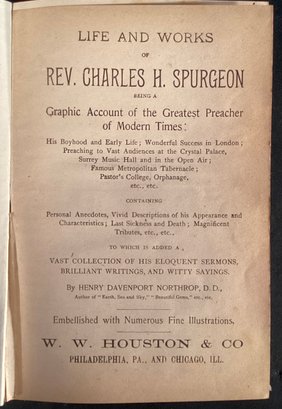 LIFE AND WORKS
OF
REV. CHARLES H. SPURGEON
BEING A
Graphic Account of the Greatest Preacher
of Modern Times:
His Boyhood and Early Life; Wonderful Success in London;
Preaching to Vast Audiences at the Crystal Palace,
Surrey Music Hall and in the Open Air;
Famous Metropolitan Tabernacle;
Pastor's College, Orphanage,
etc., etc.
CONTAINING
Personal Anecdotes, Vivid Descriptions of his Appearance and
Characteristics; Last Sickness and Death; Magnificent
Tributes, etc., etc.,
TO WHICH IS ADDED A
VAST COLLECTION OF HIS ELOQUENT SERMONS,
BRILLIANT WRITINGS, AND WITTY SAYINGS.
By HENRY DAVENPORT NORTHROP, D. D.,
Author of "Earth, Sea and Sky," "Beautiful Gems," etc., etc.
Embellished with Numerous Fine Illustrations.
W. W. HOUSTON & CO
PHILADELPHIA, PA., AND CHICAGO, ILL.